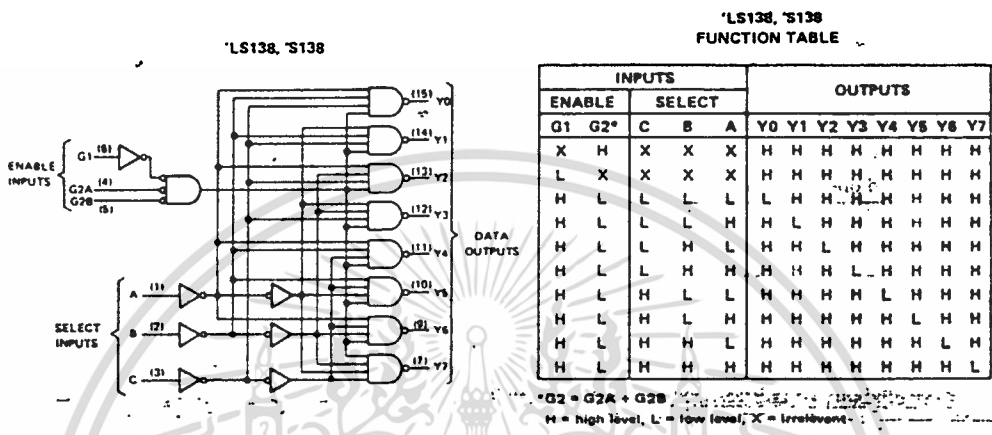 'LS138, 'S138
ENABLE INPUTS
G1 (6)
G2A (4)
G2B (5)
SELECT INPUTS
A (1)
B (2)
C (3)
(15) Y0
(14) Y1
(13) Y2
(12) Y3
(11) Y4
(10) Y5
(9) Y6
(7) Y7
DATA OUTPUTS
'LS138, 'S138
FUNCTION TABLE
INPUTS OUTPUTS
ENABLE SELECT
G1 G2* C B A Y0 Y1 Y2 Y3 Y4 Y5 Y6 Y7
X H X X X H H H H H H H H
L X X X X H H H H H H H H
H L L L L L H H H H H H H
H L L L H H L H H H H H H
H L L H L H H L H H H H H
H L L H H H H H L H H H H
H L H L L H H H H L H H H
H L H L H H H H H H L H H
H L H H L H H H H H H L H
H L H H H H H H H H H H L
*G2 = G2A + G2B
H = high level, L = low level, X = irrelevant